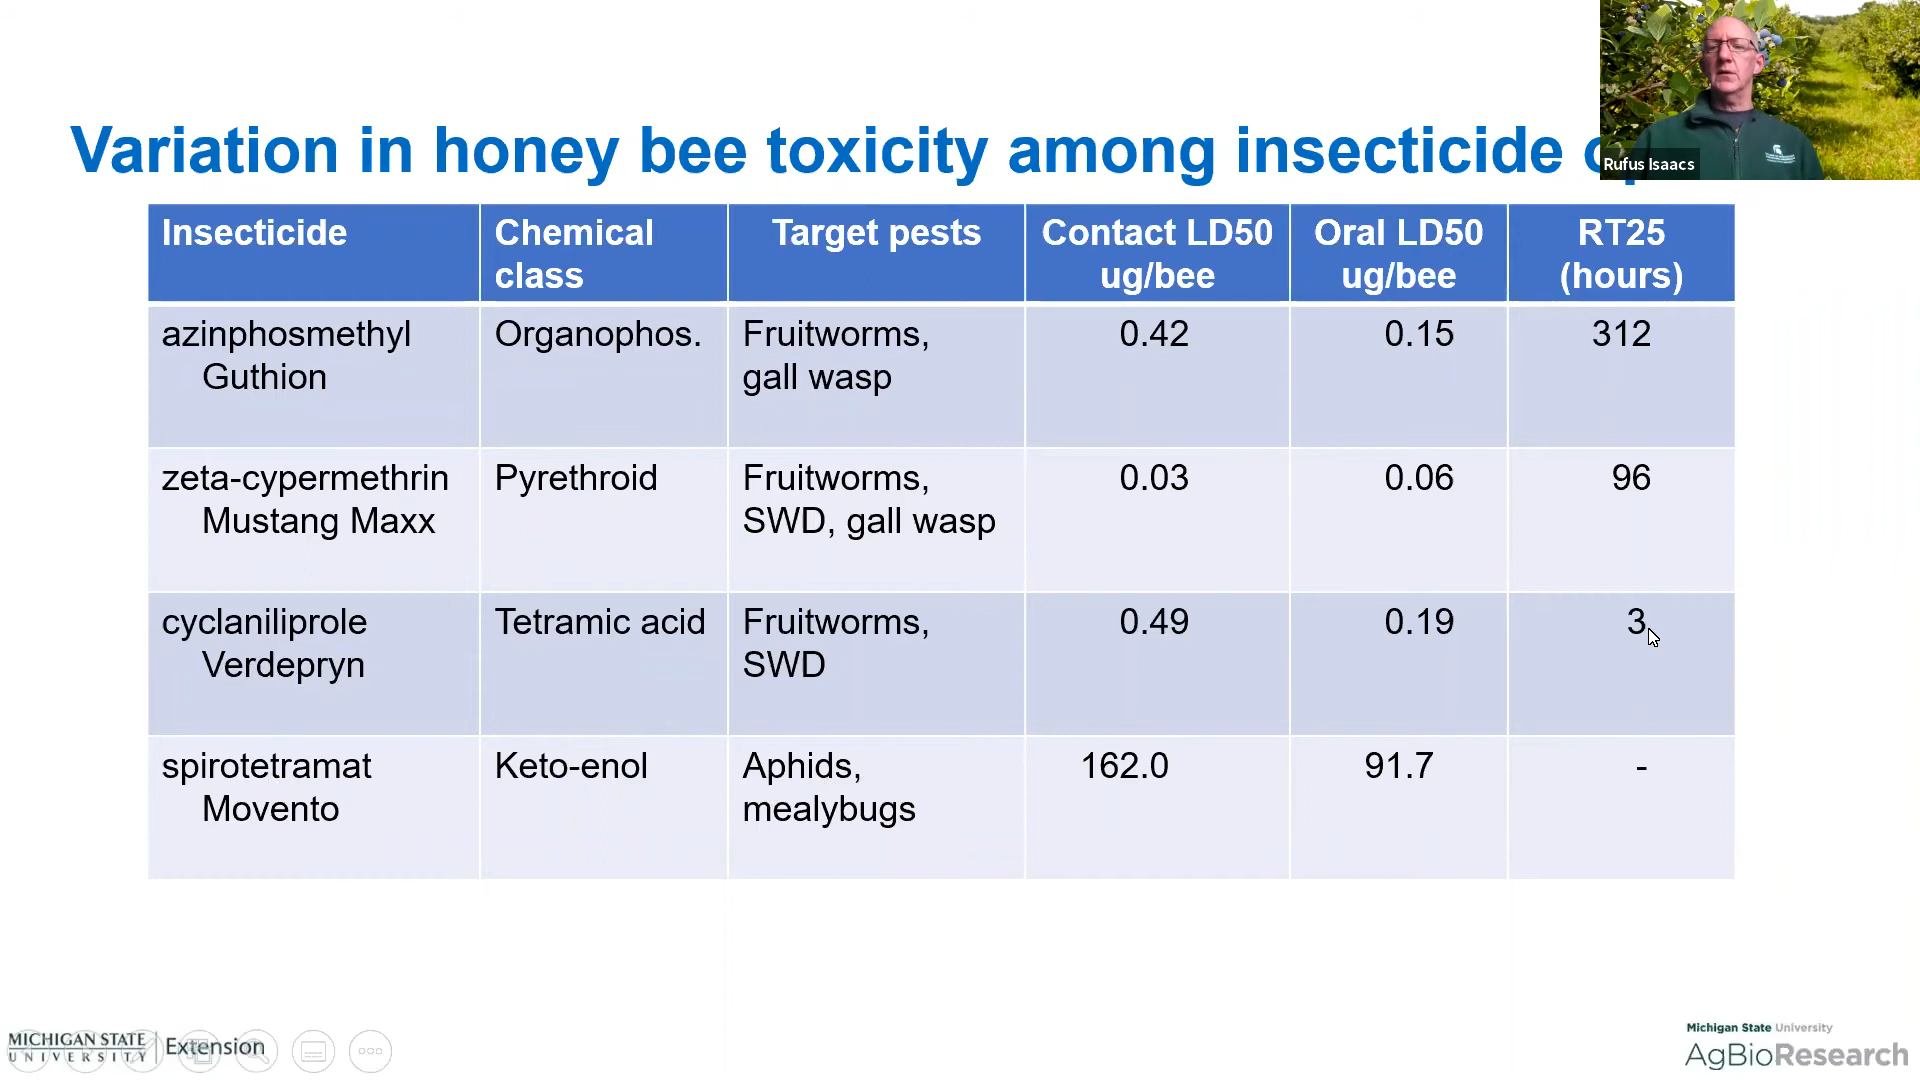 Variation in honey bee toxicity among insecticide
Rufus Isaacs
Insecticide
Chemical
class
Target pests
Contact LD50
ug/bee
Oral LD50
ug/bee
RT25
(hours)
azinphosmethyl
Guthion
Organophos.
Fruitworms,
gall wasp
0.42
0.15
312
zeta-cypermethrin
Mustang Maxx
Pyrethroid
Fruitworms,
SWD, gall wasp
0.03
0.06
96
cyclaniliprole
Verdepryn
Tetramic acid
Fruitworms,
SWD
0.49
0.19
3
spirotetramat
Movento
Keto-enol
Aphids,
mealybugs
162.0
91.7
-
MICHIGAN STATE
UNIVERSITY
Extension
Michigan State University
AgBioResearch